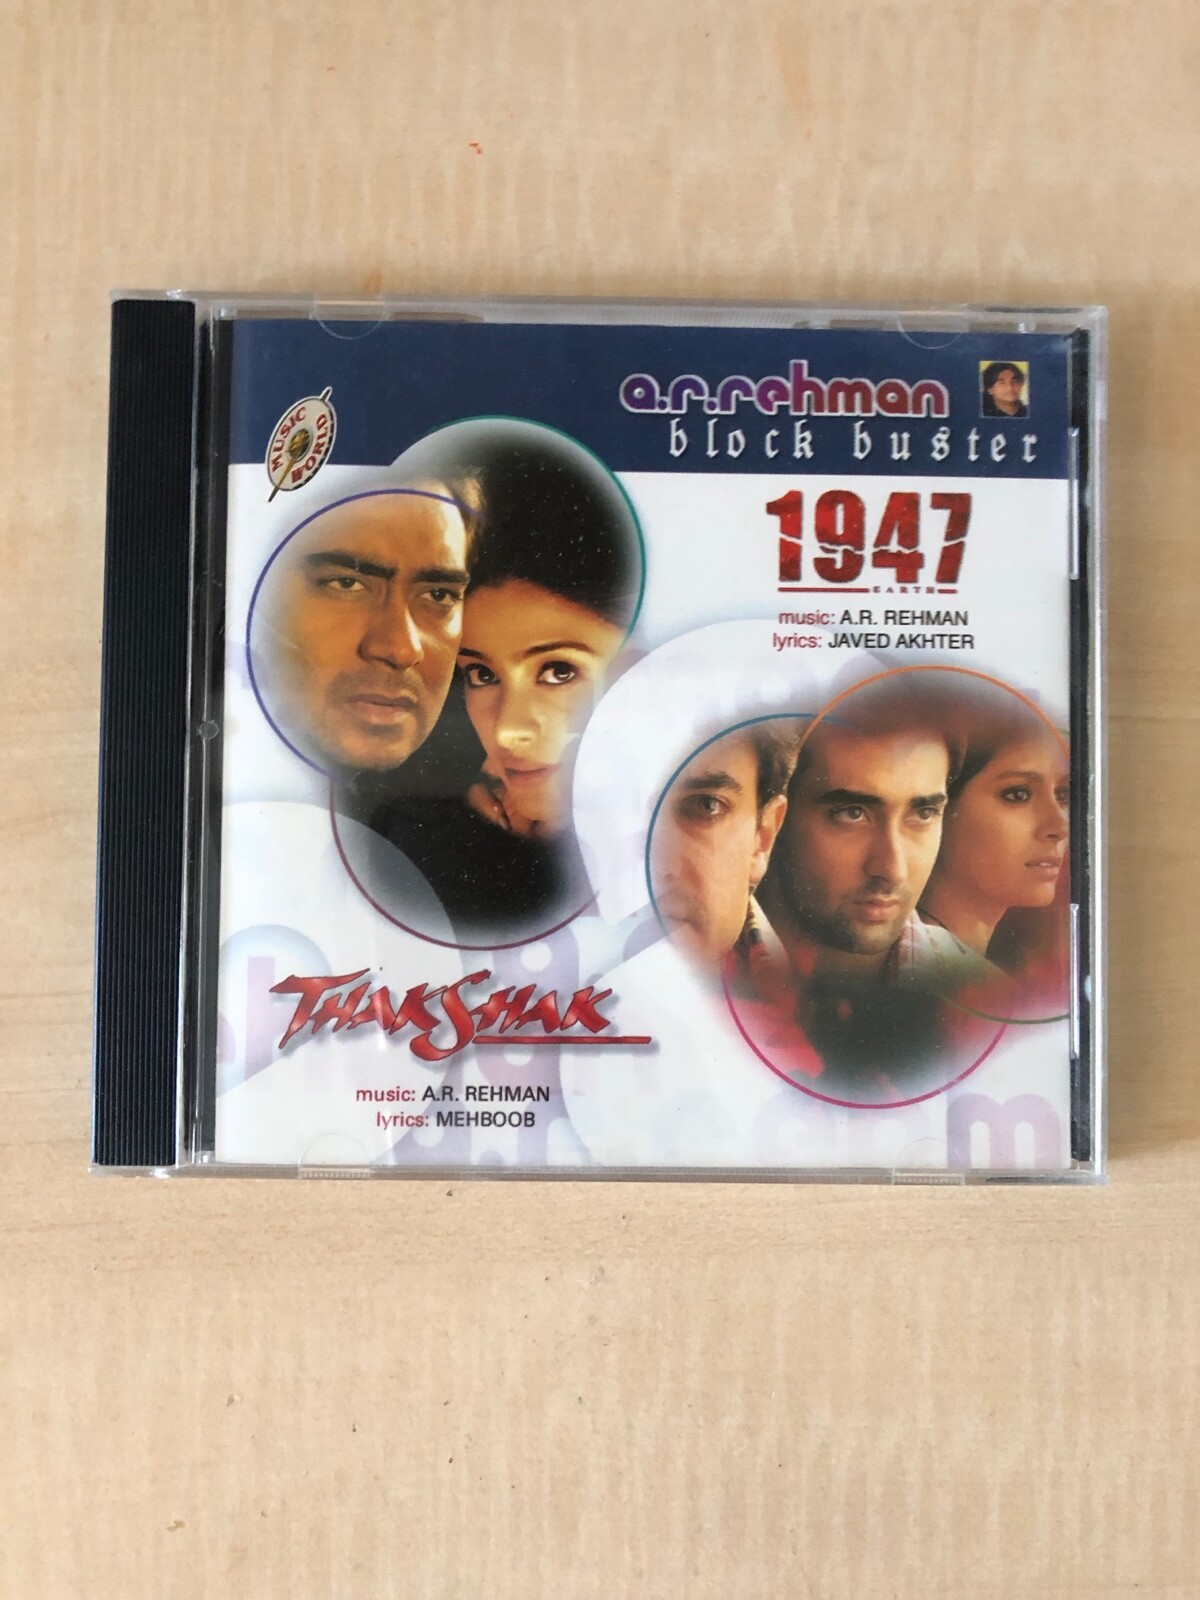 MUSIC WORLD
a.r.rehman
block buster
1947
EARTH
music: A.R. REHMAN
lyrics: JAVED AKHTER
THAKSHAK
music: A.R. REHMAN
lyrics: MEHBOOB